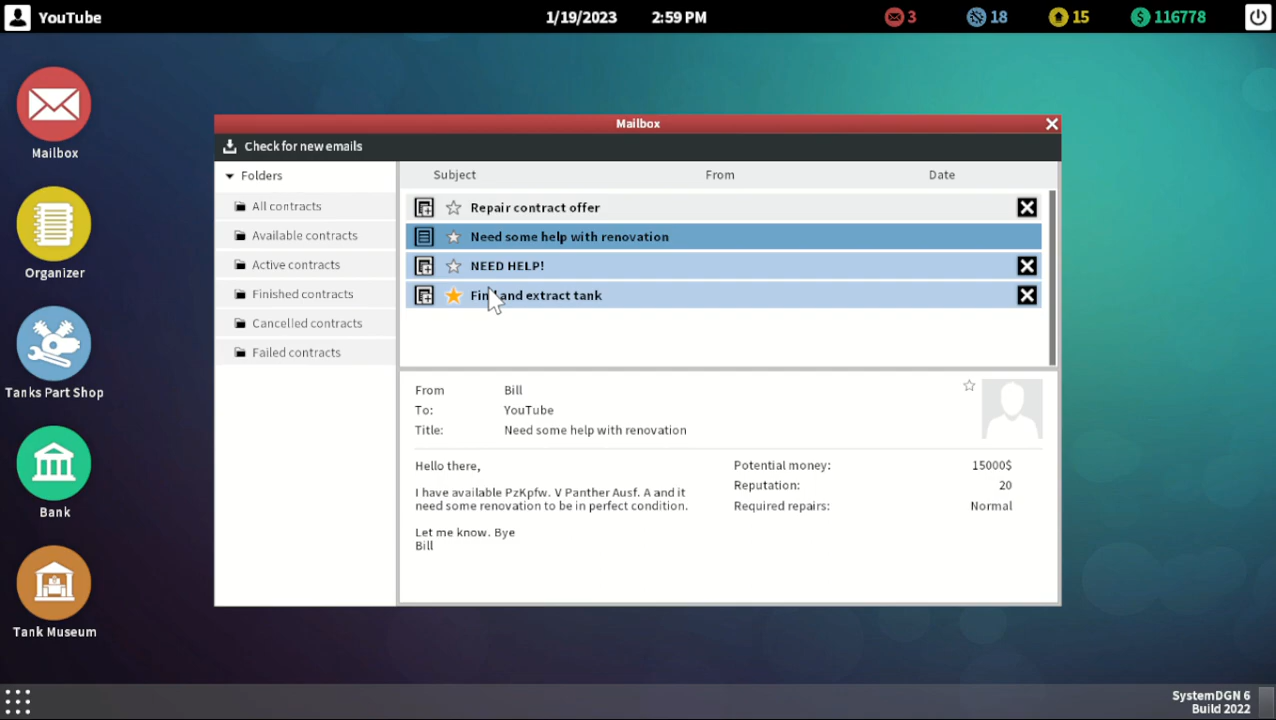 YouTube 1/19/2023 2:59 PM 3 18 15 116778
Mailbox
Organizer
Tanks Part Shop
Bank
Tank Museum
Mailbox
Check for new emails
Folders
All contracts
Available contracts
Active contracts
Finished contracts
Cancelled contracts
Failed contracts
Subject From Date
Repair contract offer
Need some help with renovation
NEED HELP!
Find and extract tank
From Bill
To: YouTube
Title: Need some help with renovation
Hello there,
I have available PzKpfw. V Panther Ausf. A and it
need some renovation to be in perfect condition.
Let me know. Bye
Bill
Potential money: 15000$
Reputation: 20
Required repairs: Normal
SystemDGN 6
Build 2022